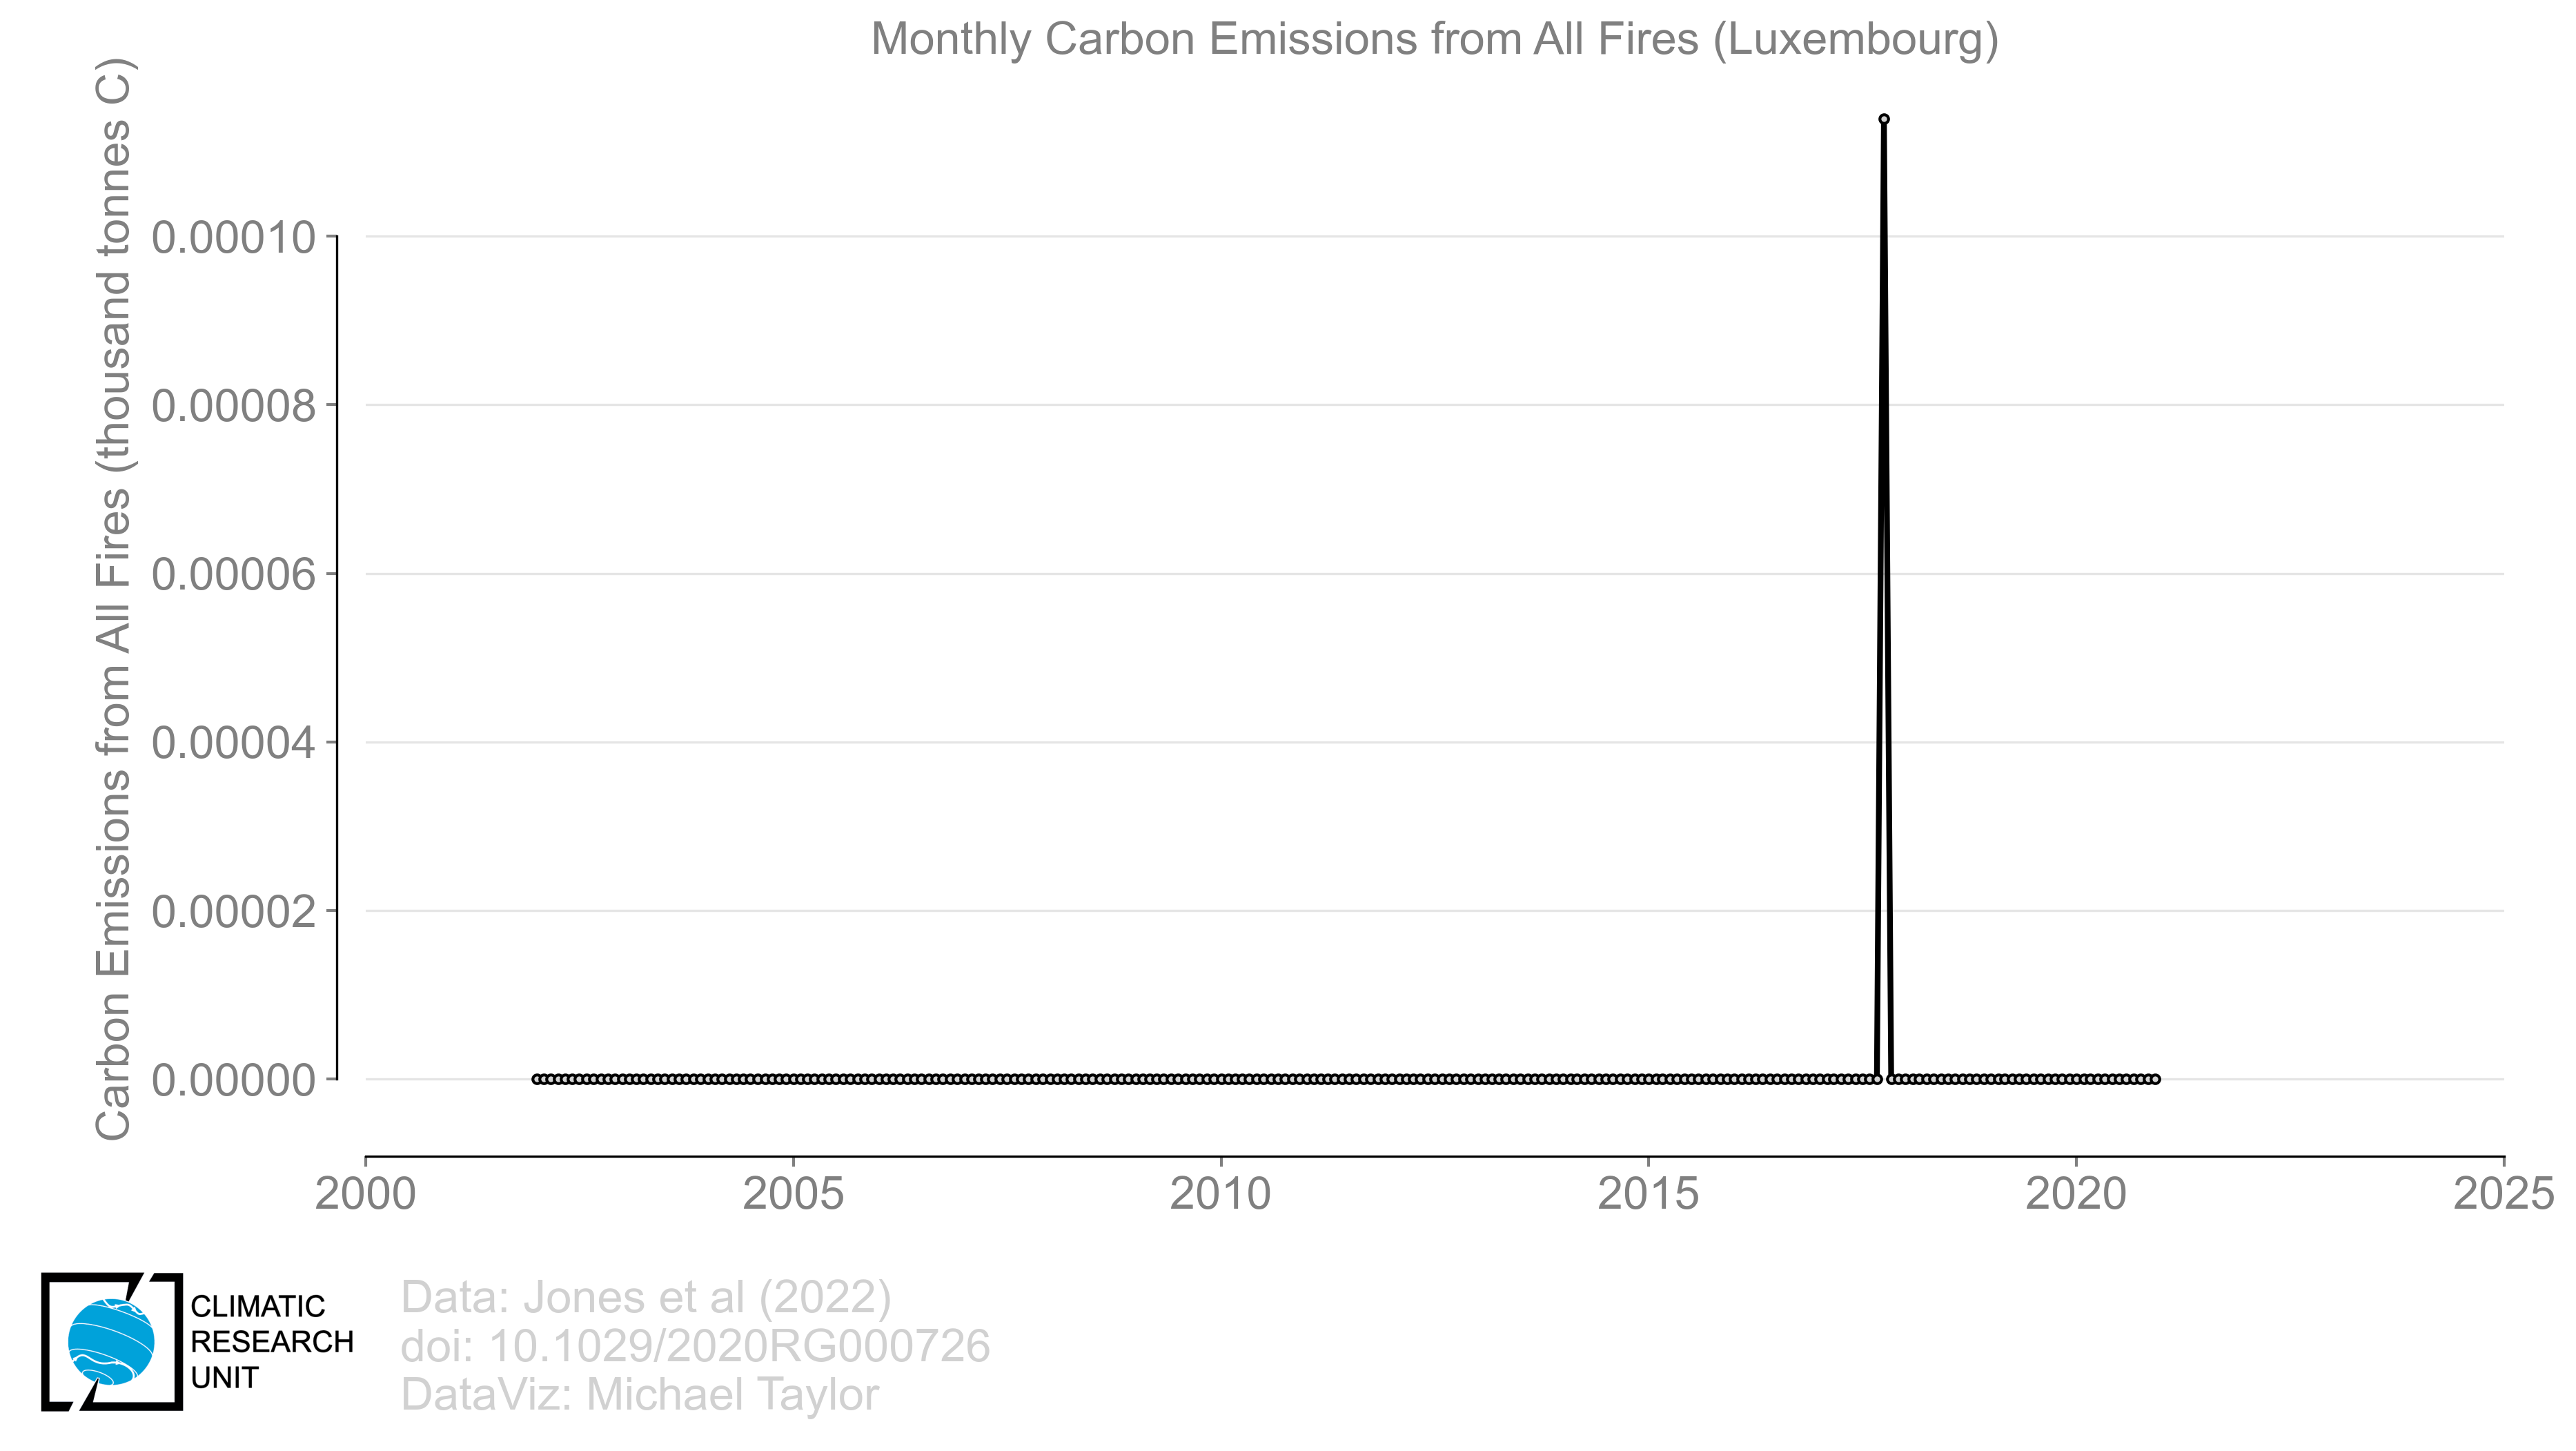 Monthly Carbon Emissions from All Fires (Luxembourg)
Carbon Emissions from All Fires (thousand tonnes C)
0.00010
0.00008
0.00006
0.00004
0.00002
0.00000
2000
2005
2010
2015
2020
2025
CLIMATIC
RESEARCH
UNIT
Data: Jones et al (2022)
doi: 10.1029/2020RG000726
DataViz: Michael Taylor